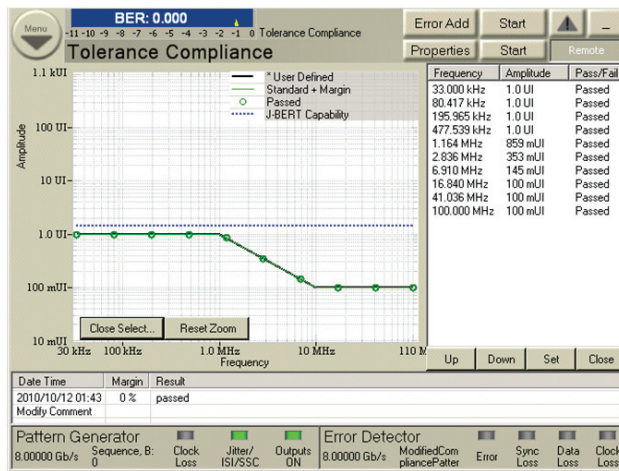 Menu
BER: 0.000
Error Add Start
-11 -10 -9 -8 -7 -6 -5 -4 -3 -2 -1 0 Tolerance Compliance
Tolerance Compliance
Properties Start Remote
1.1 kUI
100 UI
10 UI
1.0 UI
100 mUI
10 mUI
Amplitude
* User Defined
Standard + Margin
Passed
J-BERT Capability
Close Select... Reset Zoom
30 kHz 100 kHz 1.0 MHz 10 MHz 110 M
Frequency
Frequency Amplitude Pass/Fail
33.000 kHz 1.0 UI Passed
80.417 kHz 1.0 UI Passed
195.965 kHz 1.0 UI Passed
477.539 kHz 1.0 UI Passed
1.164 MHz 859 mUI Passed
2.836 MHz 353 mUI Passed
6.910 MHz 145 mUI Passed
16.840 MHz 100 mUI Passed
41.036 MHz 100 mUI Passed
100.000 MHz 100 mUI Passed
Up Down Set Close
Date Time Margin Result
2010/10/12 01:43 0 % passed
Modify Comment
Pattern Generator
8.00000 Gb/s
Sequence, B:
0
Clock
Loss
Jitter/
ISI/SSC
Outputs
ON
Error Detector
8.00000 Gb/s
ModifiedCom
pliancePatter
Error
Sync
Loss
Data
Loss
Clock
Loss